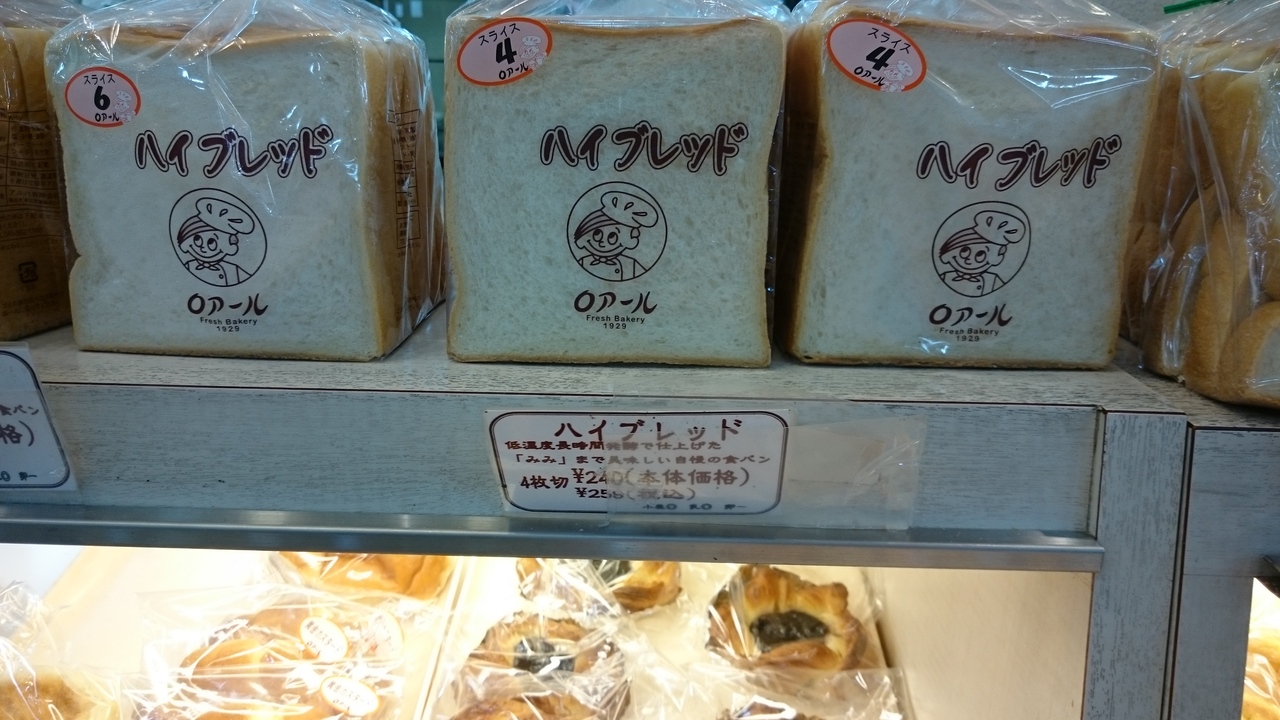 スライス
6
Oアール
ハイブレッド
Oアール
Fresh Bakery
1929
スライス
4
Oアール
ハイブレッド
Oアール
Fresh Bakery
1929
スライス
4
Oアール
ハイブレッド
Oアール
Fresh Bakery
1929
食パン
格)
ハイブレッド
低温度長時間発酵で仕上げた
「みみ」まで美味しい自慢の食パン
4枚切 ¥240(本体価格)
(税込)